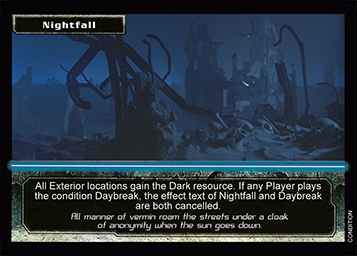 Nightfall
All Exterior locations gain the Dark resource. If any Player plays
the condition Daybreak, the effect text of Nightfall and Daybreak
are both cancelled.
All manner of vermin roam the streets under a cloak
of anonymity when the sun goes down.
CONDITION